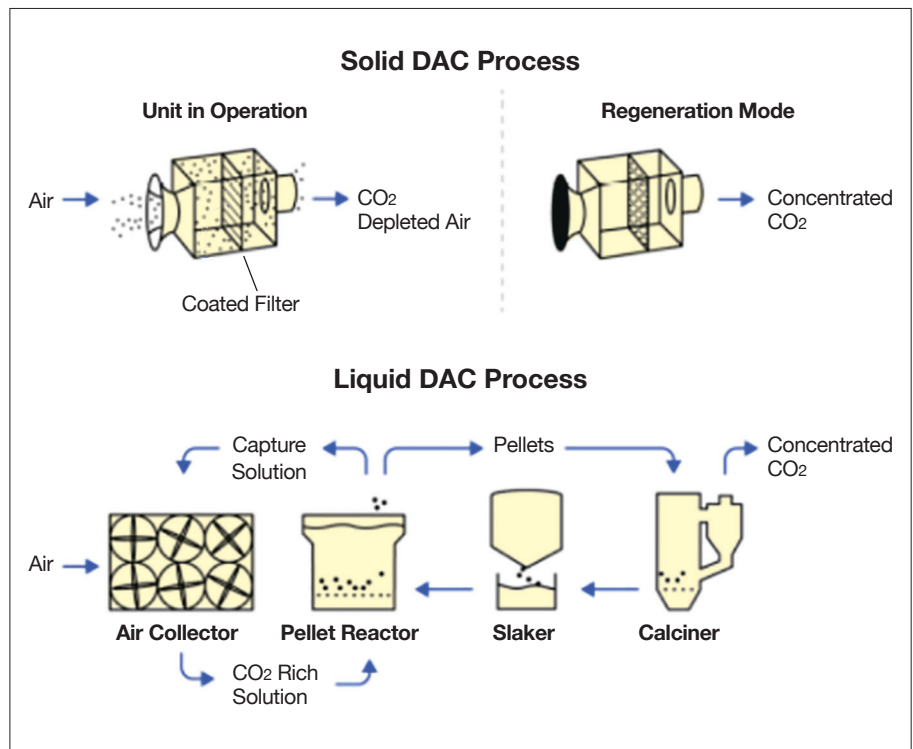 Solid DAC Process
Unit in Operation
Regeneration Mode
Air
CO2
Depleted Air
Concentrated
CO2
Coated Filter
Liquid DAC Process
Capture
Solution
Pellets
Concentrated
CO2
Air
Air Collector
Pellet Reactor
Slaker
Calciner
CO2 Rich
Solution